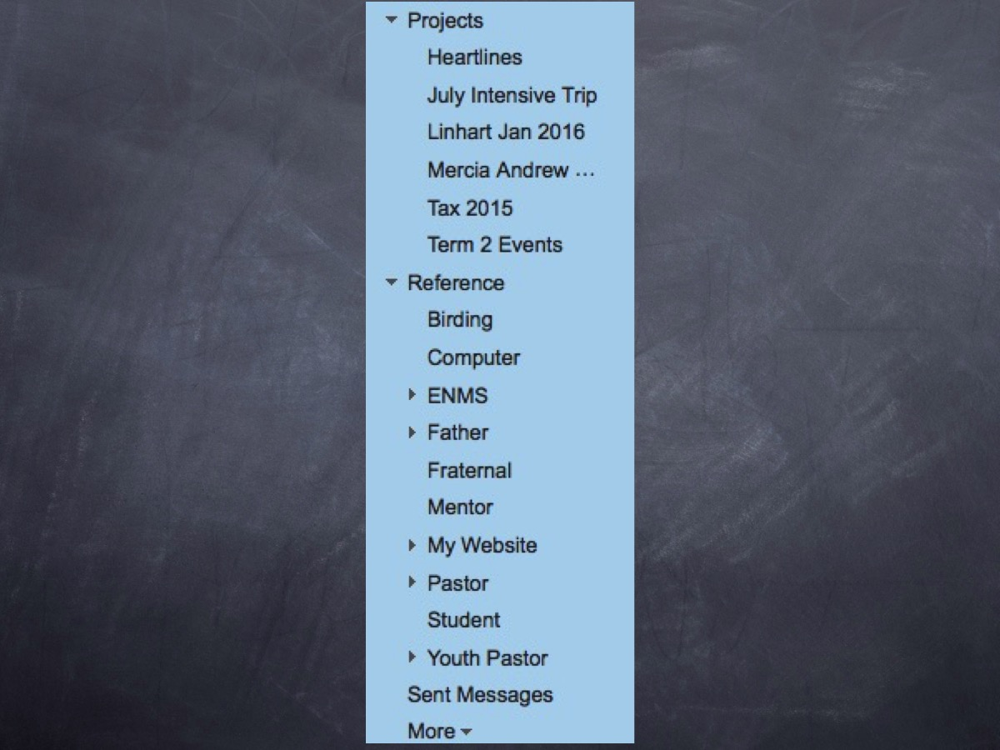 Projects
Heartlines
July Intensive Trip
Linhart Jan 2016
Mercia Andrew ...
Tax 2015
Term 2 Events
Reference
Birding
Computer
ENMS
Father
Fraternal
Mentor
My Website
Pastor
Student
Youth Pastor
Sent Messages
More